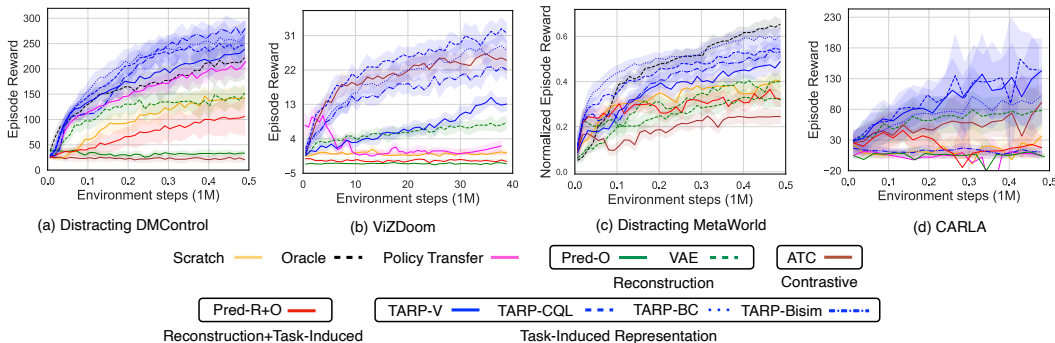 Episode Reward
300
250
200
150
100
50
0
0.0 0.1 0.2 0.3 0.4 0.5
Environment steps (1M)
(a) Distracting DMControl
Episode Reward
31
22
13
4
−5
0 10 20 30 40
Environment steps (1M)
(b) ViZDoom
Normalized Episode Reward
0.6
0.4
0.2
0.0
0.0 0.1 0.2 0.3 0.4 0.5
Environment steps (1M)
(c) Distracting MetaWorld
Episode Reward
230
180
130
80
30
−20
0.0 0.1 0.2 0.3 0.4 0.5
Environment steps (1M)
(d) CARLA
Scratch Oracle Policy Transfer Pred-O VAE ATC
Reconstruction Contrastive
Pred-R+O TARP-V TARP-CQL TARP-BC TARP-Bisim
Reconstruction+Task-Induced Task-Induced Representation